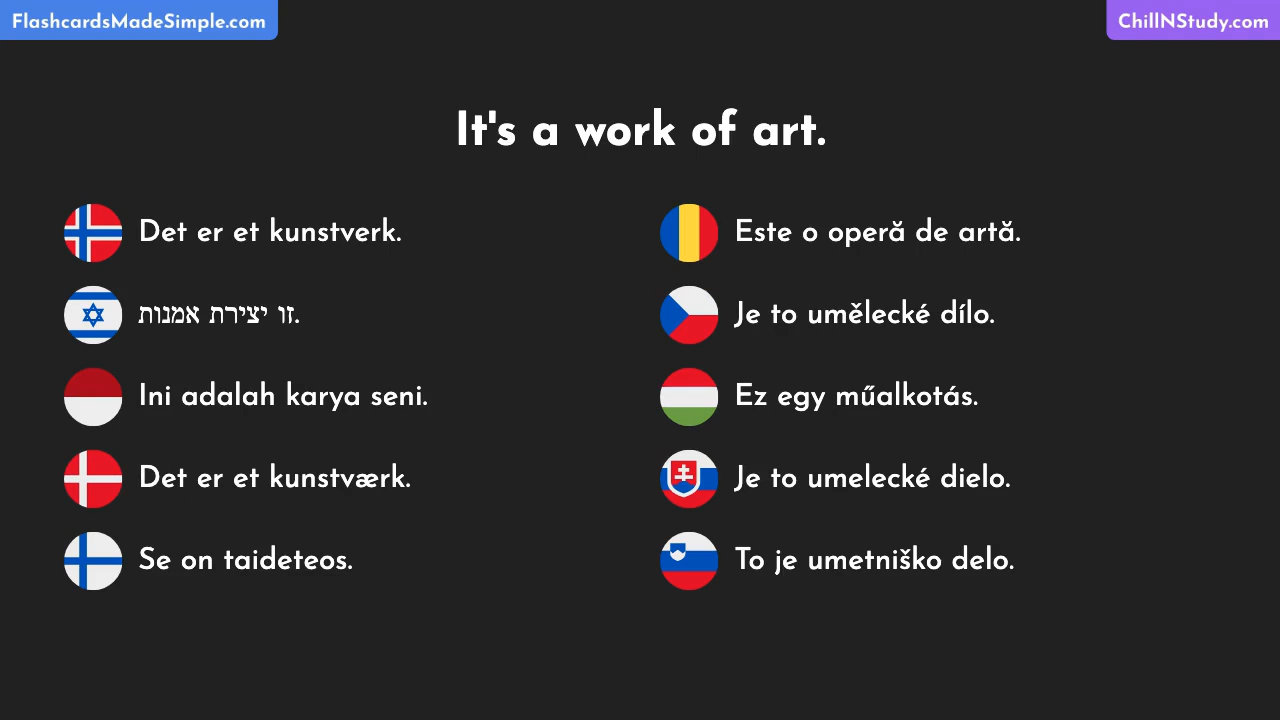 FlashcardsMadeSimple.com
ChillNStudy.com
It's a work of art.
Det er et kunstverk.
זו יצירת אמנות.
Ini adalah karya seni.
Det er et kunstværk.
Se on taideteos.
Este o operă de artă.
Je to umělecké dílo.
Ez egy műalkotás.
Je to umelecké dielo.
To je umetniško delo.